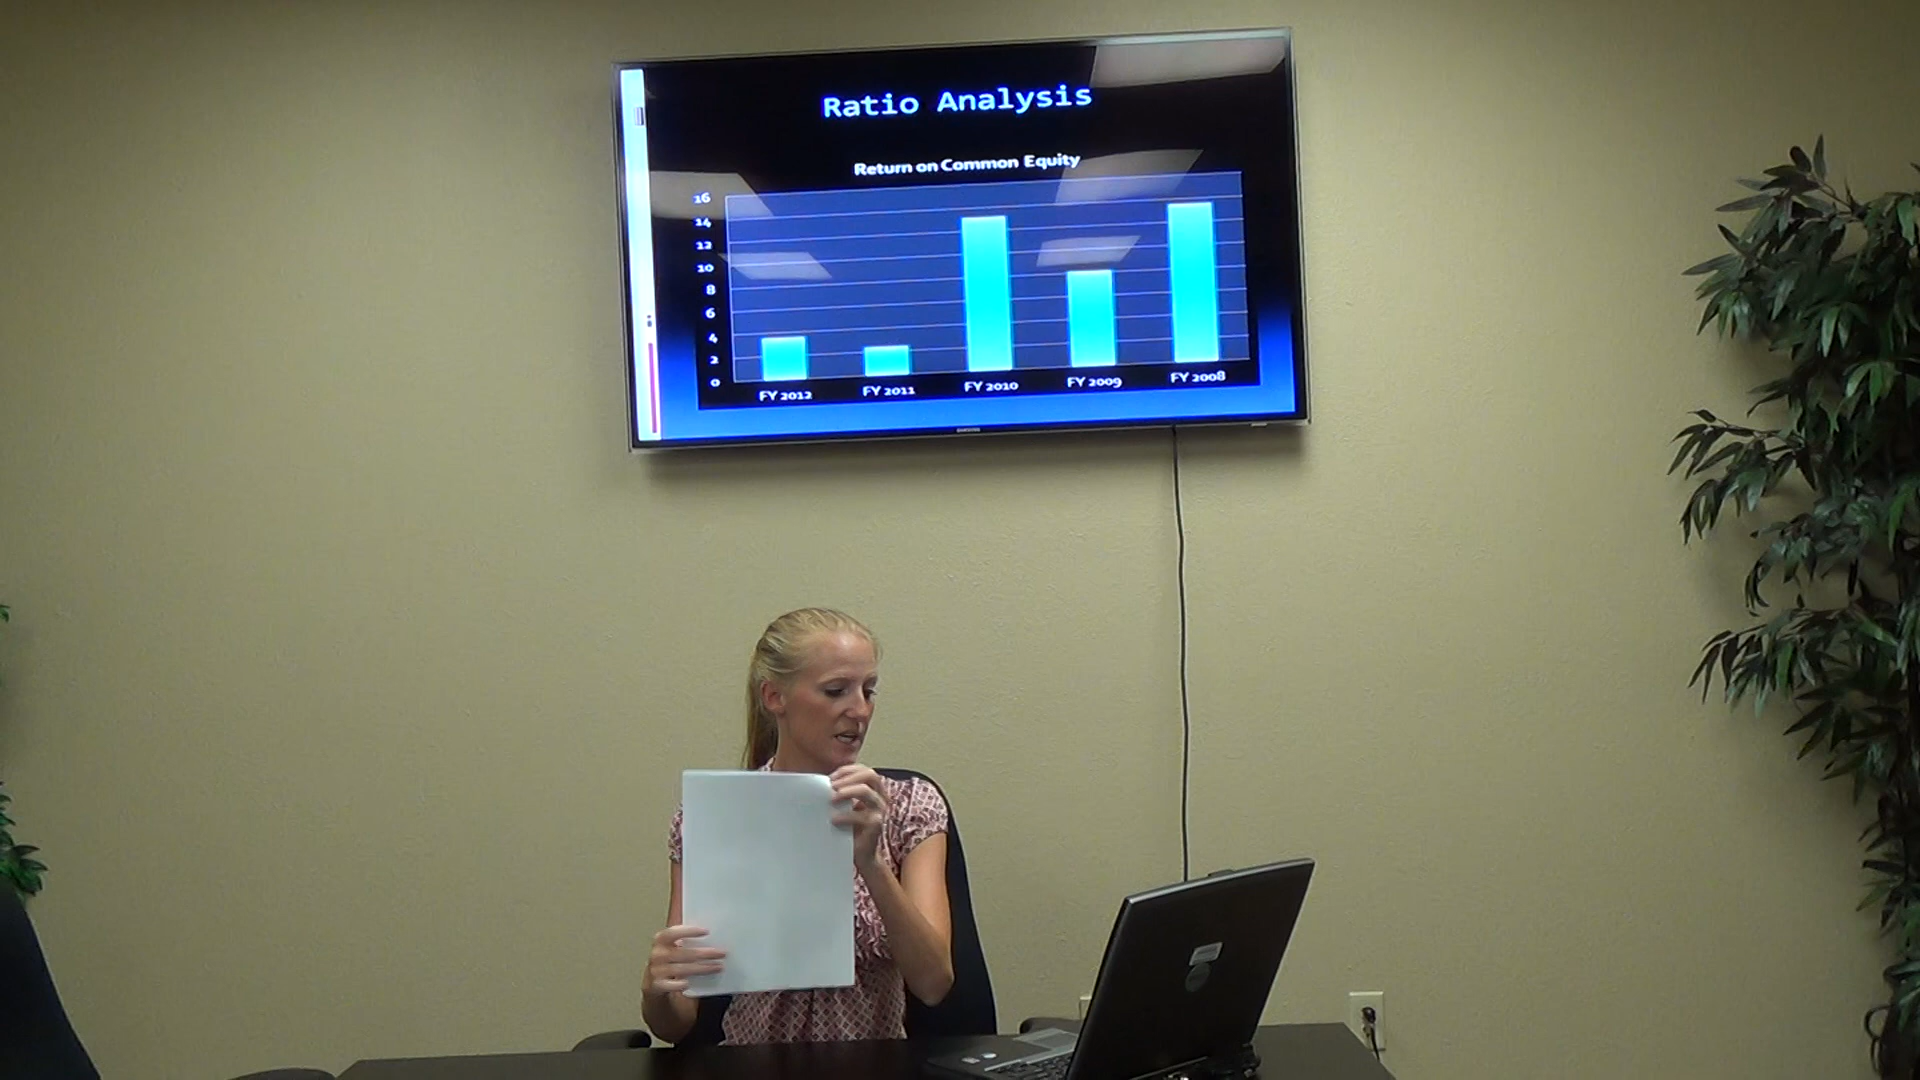 Ratio Analysis
Return on Common Equity
16
14
12
10
8
6
4
2
0
FY 2012
FY 2011
FY 2010
FY 2009
FY 2008
SAMSUNG